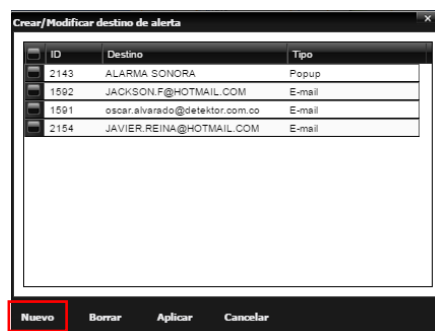 Crear/Modificar destino de alerta
ID Destino Tipo
2143 ALARMA SONORA Popup
1592 JACKSON.F@HOTMAIL.COM E-mail
1591 oscar.alvarado@detektor.com.co E-mail
2154 JAVIER.REINA@HOTMAIL.COM E-mail
Nuevo Borrar Aplicar Cancelar